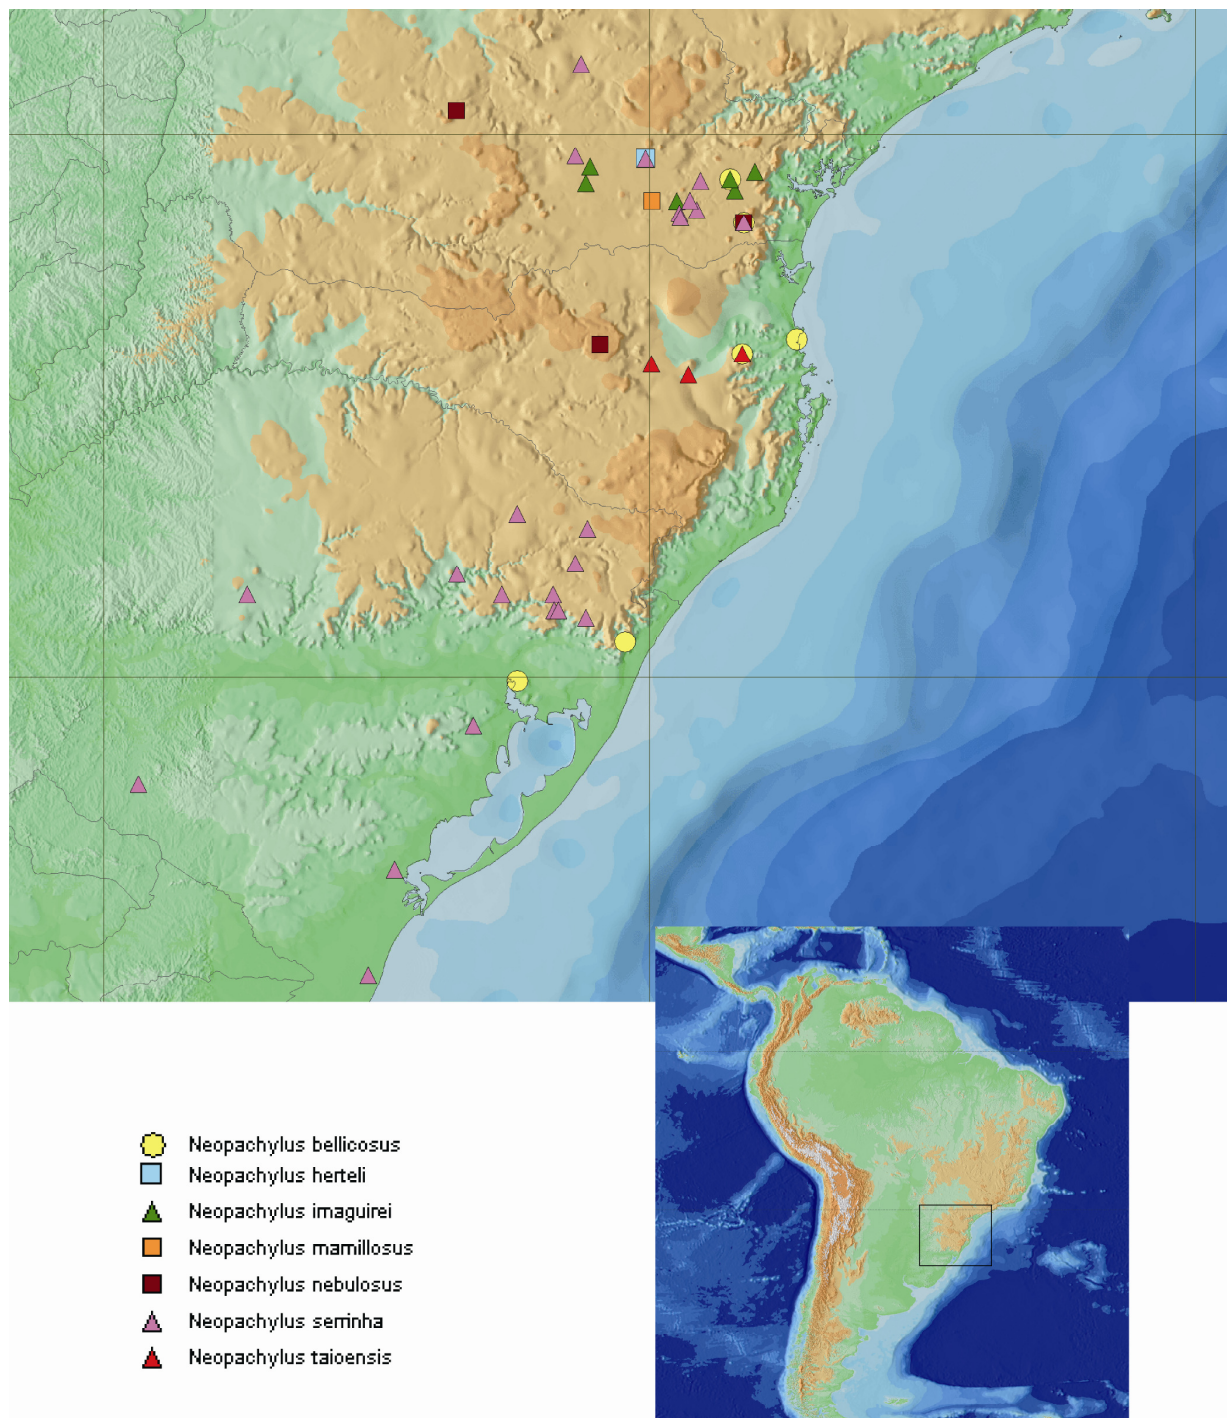 Neopachylus bellicosus
Neopachylus herteli
Neopachylus imaguirei
Neopachylus mamillosus
Neopachylus nebulosus
Neopachylus serrinha
Neopachylus taioensis